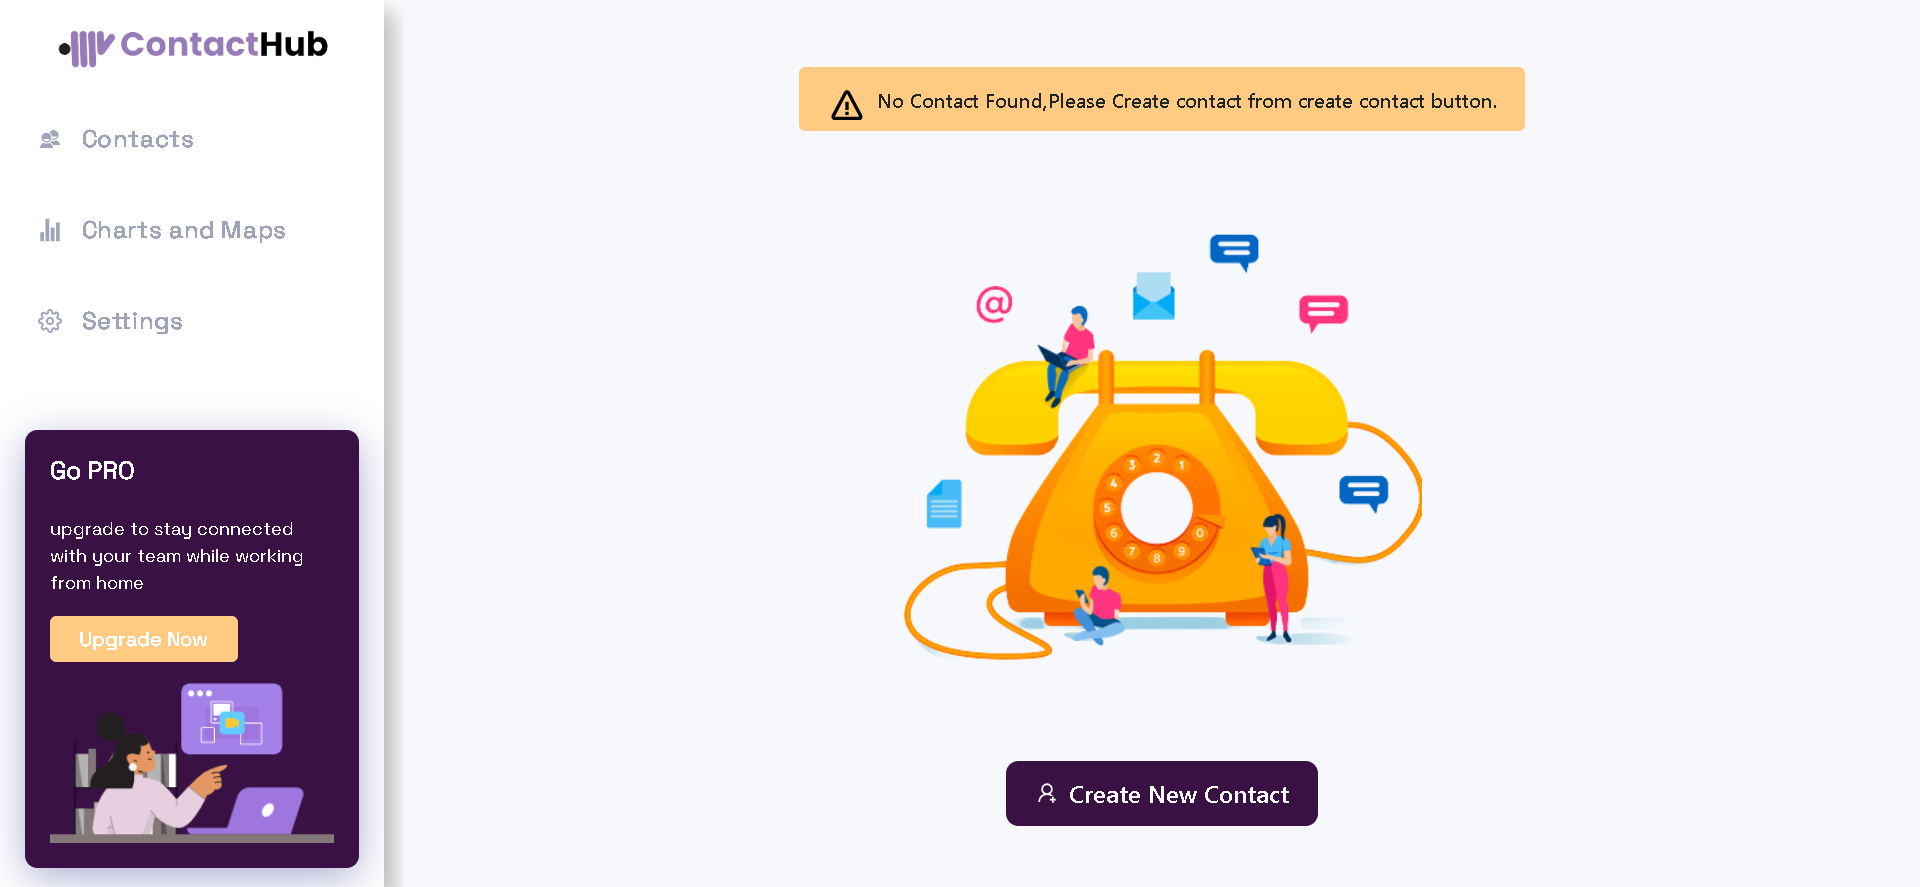 ContactHub
Contacts
Charts and Maps
Settings
Go PRO
upgrade to stay connected
with your team while working
from home
Upgrade Now
No Contact Found,Please Create contact from create contact button.
@
1
2
3
4
5
6
7
8
9
0
Create New Contact